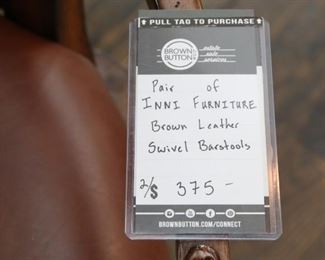 PULL TAG TO PURCHASE
BROWN
BUTTON
estate
sale
services
Pair of
INNI FURNITURE
Brown Leather
Swivel Barstools
2/$ 375-
BROWNBUTTON.COM/CONNECT